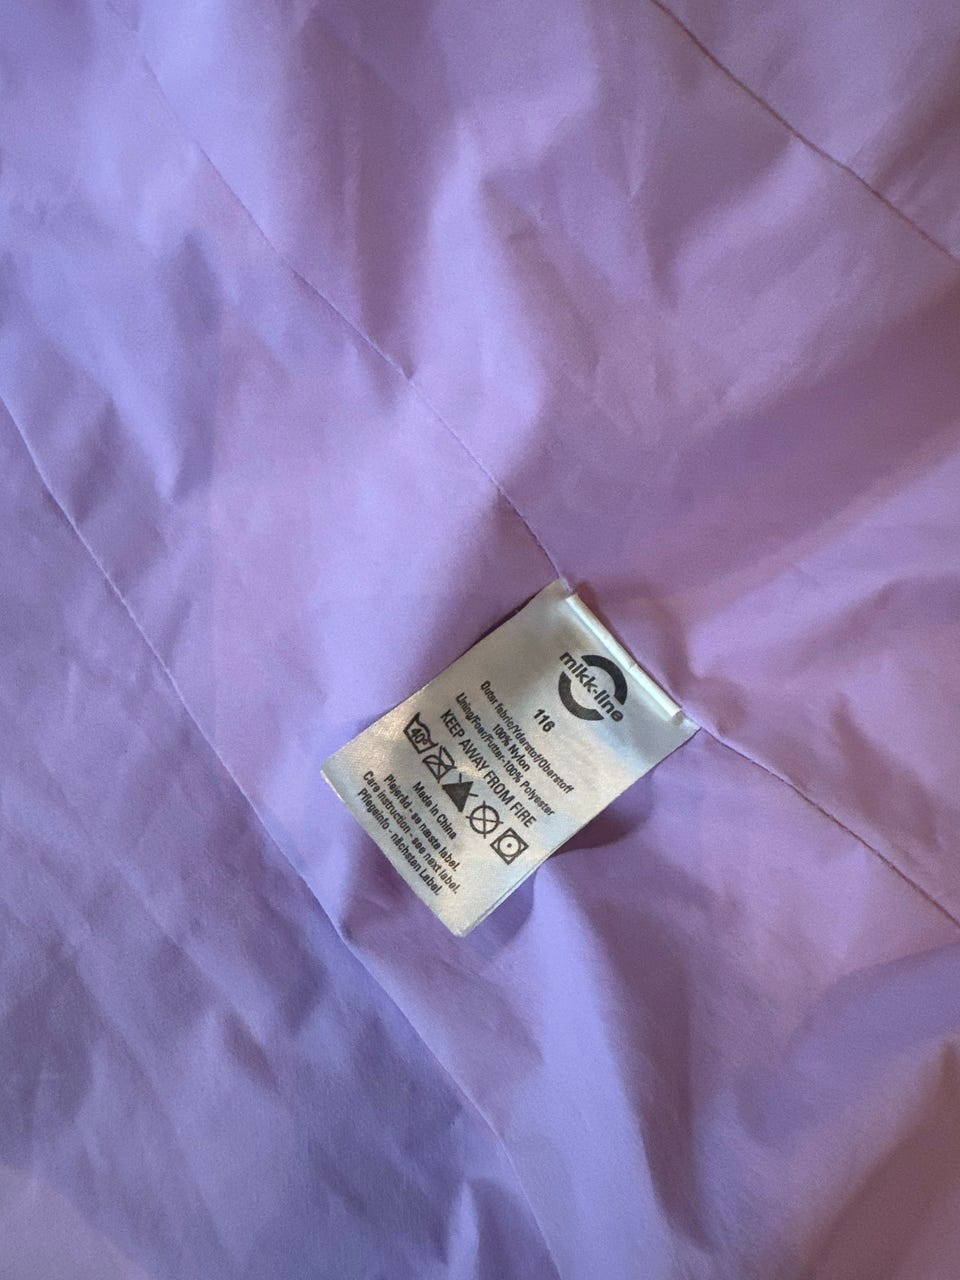 mikk-line
116
Outer fabric/Yderstof/Oberstoff
100% Nylon
Lining/Foer/Futter-100% Polyester
KEEP AWAY FROM FIRE
40°
Made in China
Plejeråd - se næste label.
Care instruction - see next label.
Pflegeinfo - nächsten Label.